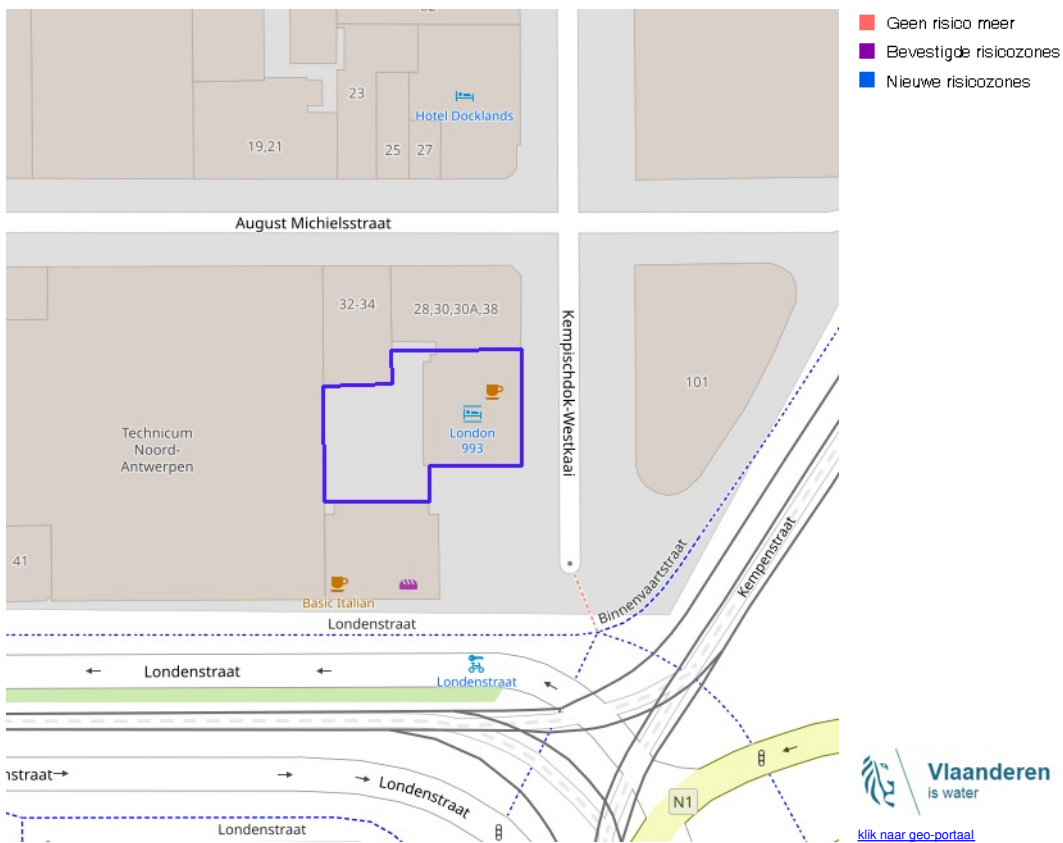 Geen risico meer
Bevestigde risicozones
Nieuwe risicozones
23
Hotel Docklands
19,21
25
27
August Michielsstraat
32-34
28,30,30A,38
Kempischdok-Westkaai
101
Technicum
Noord-
Antwerpen
London
993
41
Kempenstraat
Binnenvaartstraat
Basic Italian
Londenstraat
Londenstraat
Londenstraat
nstraat
Londenstraat
N1
Londenstraat
Vlaanderen
is water
klik naar geo-portaal